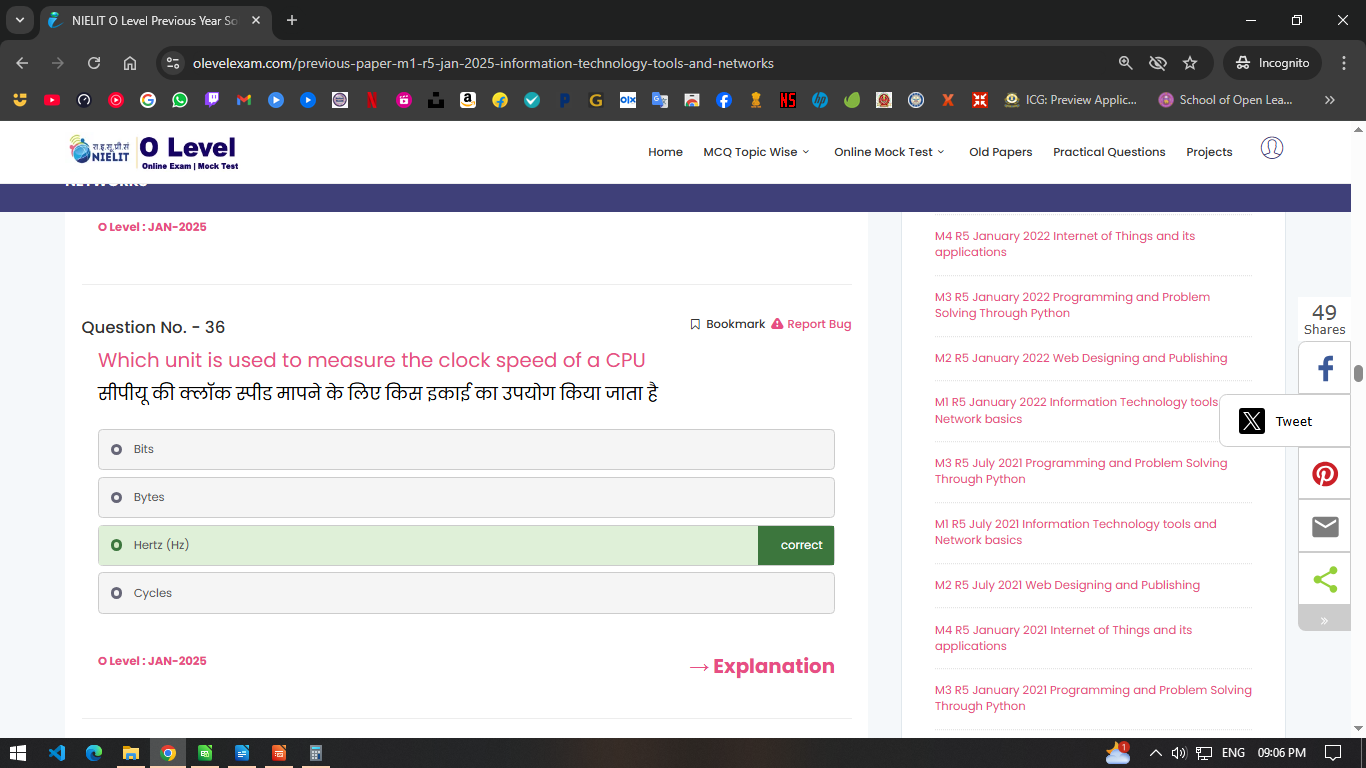 NIELIT O Level Previous Year So
olevelexam.com/previous-paper-m1-r5-jan-2025-information-technology-tools-and-networks
Incognito
ICG: Preview Applic...
School of Open Lea...
रा.इ.सू.प्रौ.सं
NIELIT
O Level
Online Exam | Mock Test
Home
MCQ Topic Wise
Online Mock Test
Old Papers
Practical Questions
Projects
NETWORKS
O Level : JAN-2025
Question No. - 36
Bookmark
Report Bug
Which unit is used to measure the clock speed of a CPU
सीपीयू की क्लॉक स्पीड मापने के लिए किस इकाई का उपयोग किया जाता है
Bits
Bytes
Hertz (Hz)
correct
Cycles
O Level : JAN-2025
→ Explanation
M4 R5 January 2022 Internet of Things and its
applications
M3 R5 January 2022 Programming and Problem
Solving Through Python
M2 R5 January 2022 Web Designing and Publishing
M1 R5 January 2022 Information Technology tools
Network basics
M3 R5 July 2021 Programming and Problem Solving
Through Python
M1 R5 July 2021 Information Technology tools and
Network basics
M2 R5 July 2021 Web Designing and Publishing
M4 R5 January 2021 Internet of Things and its
applications
M3 R5 January 2021 Programming and Problem Solving
Through Python
49
Shares
Tweet
1
ENG
09:06 PM